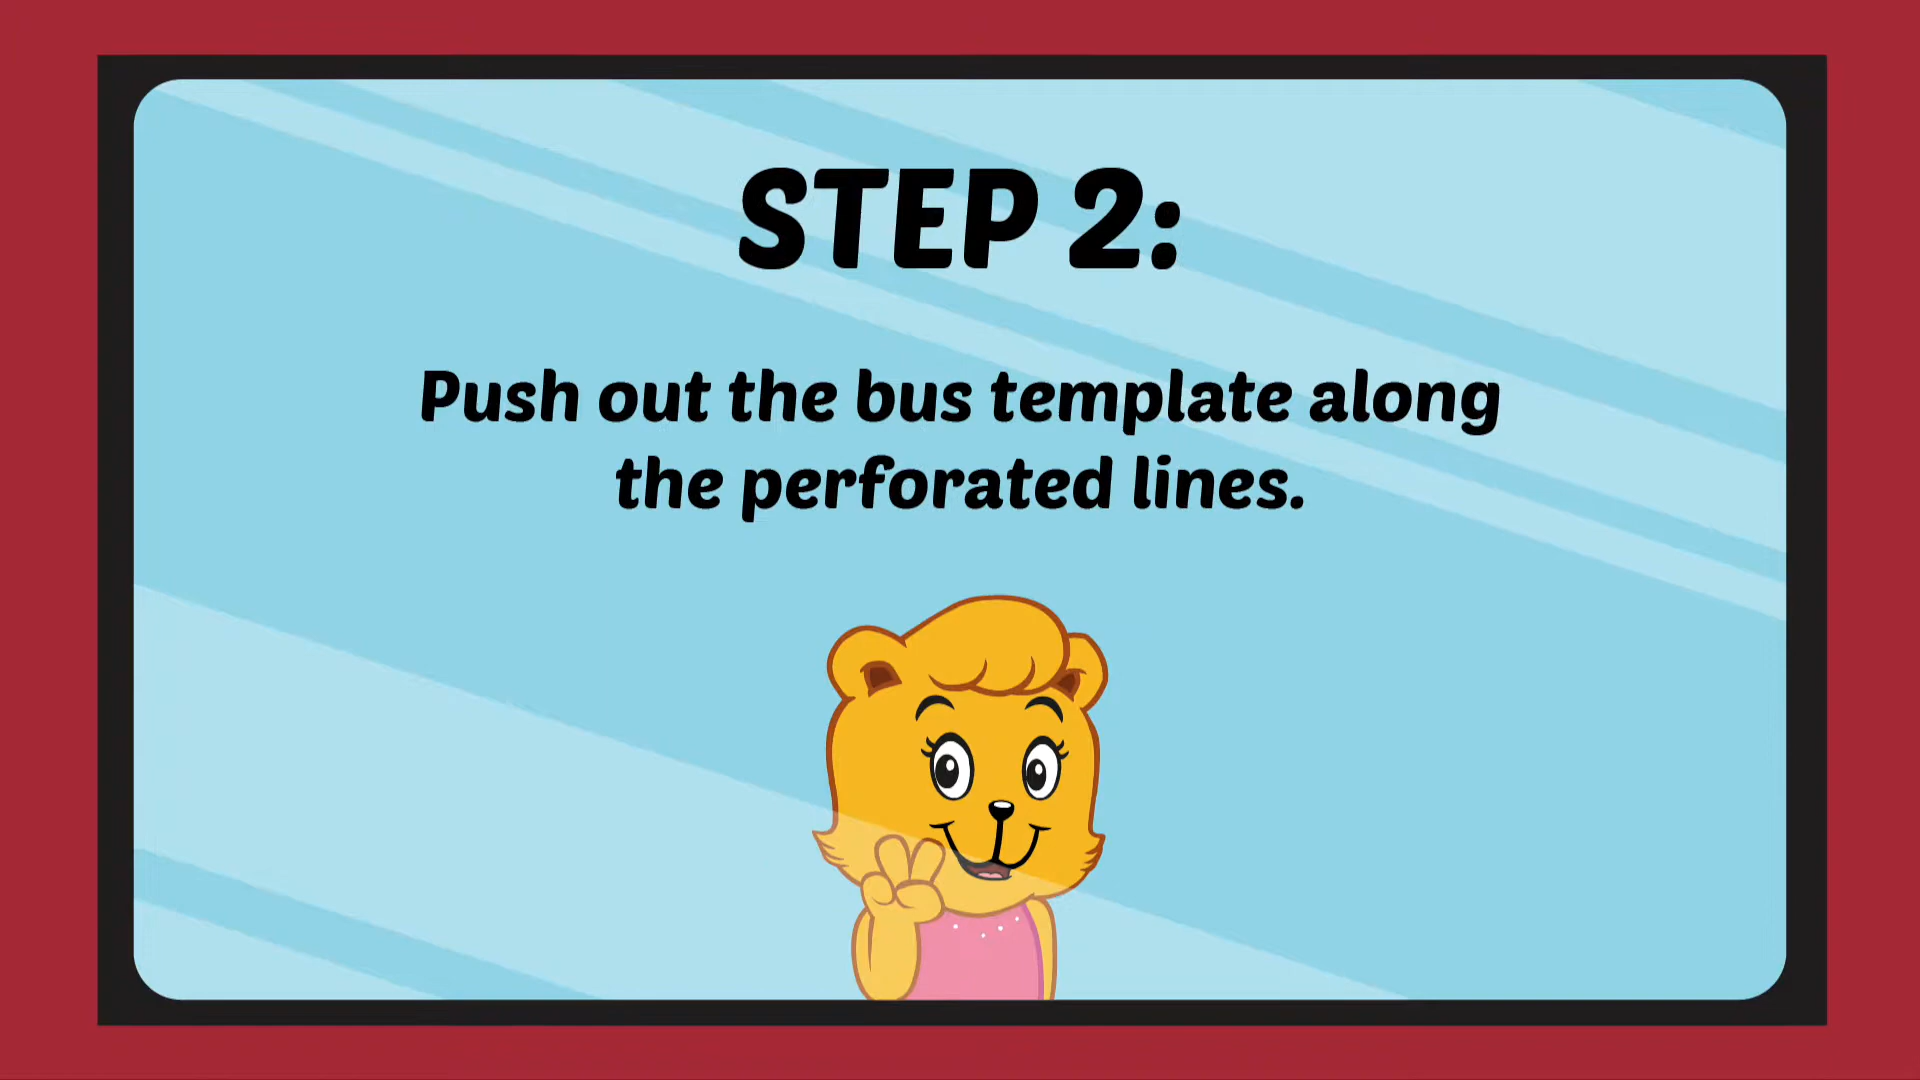 STEP 2:
Push out the bus template along
the perforated lines.